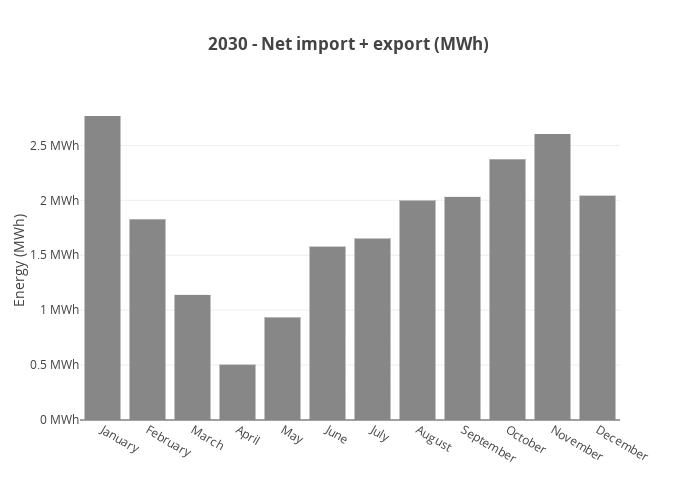 2030 - Net import + export (MWh)
Energy (MWh)
2.5 MWh
2 MWh
1.5 MWh
1 MWh
0.5 MWh
0 MWh
January
February
March
April
May
June
July
August
September
October
November
December